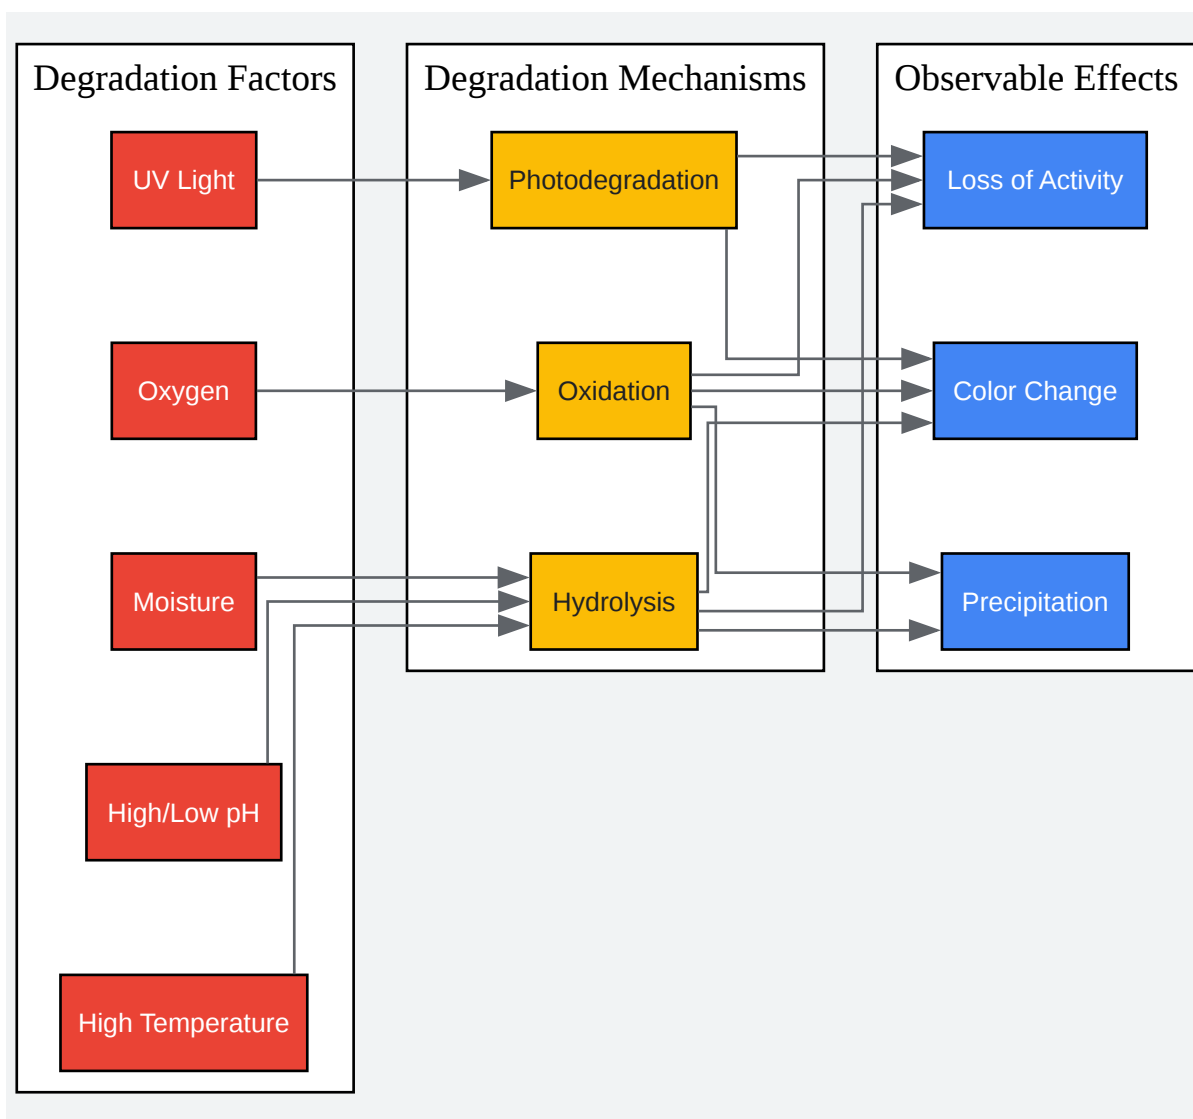 Degradation Factors
UV Light
Oxygen
Moisture
High/Low pH
High Temperature
Degradation Mechanisms
Photodegradation
Oxidation
Hydrolysis
Observable Effects
Loss of Activity
Color Change
Precipitation